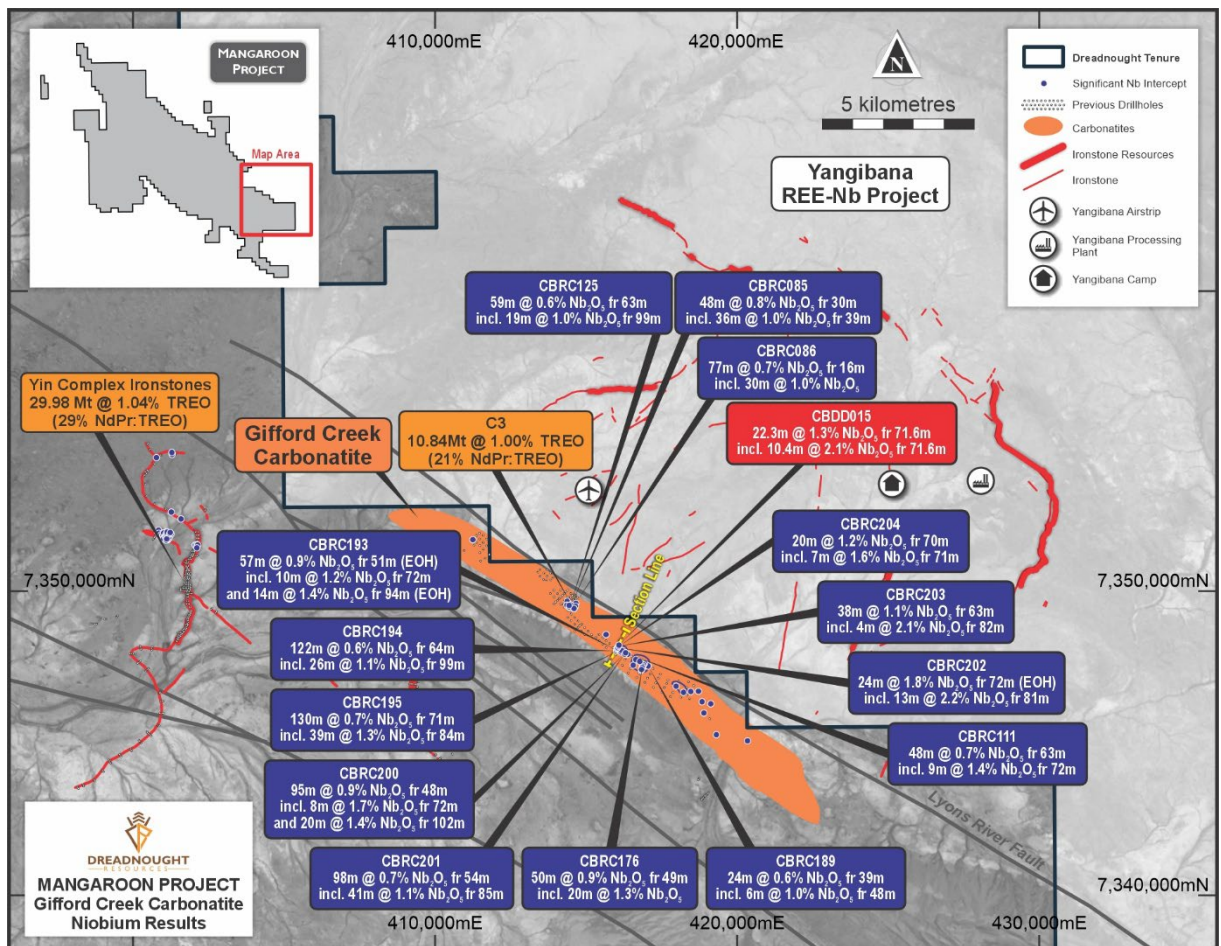 410,000mE
420,000mE
MANGAROON
PROJECT
Map Area
N
5 kilometres
Dreadnought Tenure
Significant Nb Intercept
Previous Drillholes
Carbonatites
Ironstone Resources
Ironstone
Yangibana Airstrip
Yangibana Processing
Plant
Yangibana Camp
Yangibana
REE-Nb Project
CBRC125
59m @ 0.6% Nb₂O₅ fr 63m
incl. 19m @ 1.0% Nb₂O₅ fr 99m
CBRC085
48m @ 0.8% Nb₂O₅ fr 30m
incl. 36m @ 1.0% Nb₂O₅ fr 39m
CBRC086
77m @ 0.7% Nb₂O₅ fr 16m
incl. 30m @ 1.0% Nb₂O₅
Yin Complex Ironstones
29.98 Mt @ 1.04% TREO
(29% NdPr:TREO)
Gifford Creek
Carbonatite
C3
10.84Mt @ 1.00% TREO
(21% NdPr:TREO)
CBDD015
22.3m @ 1.3% Nb₂O₅ fr 71.6m
incl. 10.4m @ 2.1% Nb₂O₅ fr 71.6m
CBRC193
57m @ 0.9% Nb₂O₅ fr 51m (EOH)
incl. 10m @ 1.2% Nb₂O₅ fr 72m
and 14m @ 1.4% Nb₂O₅ fr 94m (EOH)
CBRC204
20m @ 1.2% Nb₂O₅ fr 70m
incl. 7m @ 1.6% Nb₂O₅ fr 71m
7,350,000mN
7,350,000mN
Section Line
CBRC203
38m @ 1.1% Nb₂O₅ fr 63m
incl. 4m @ 2.1% Nb₂O₅ fr 82m
CBRC194
122m @ 0.6% Nb₂O₅ fr 64m
incl. 26m @ 1.1% Nb₂O₅ fr 99m
CBRC202
24m @ 1.8% Nb₂O₅ fr 72m (EOH)
incl. 13m @ 2.2% Nb₂O₅ fr 81m
CBRC195
130m @ 0.7% Nb₂O₅ fr 71m
incl. 39m @ 1.3% Nb₂O₅ fr 84m
CBRC111
48m @ 0.7% Nb₂O₅ fr 63m
incl. 9m @ 1.4% Nb₂O₅ fr 72m
CBRC200
95m @ 0.9% Nb₂O₅ fr 48m
incl. 8m @ 1.7% Nb₂O₅ fr 72m
and 20m @ 1.4% Nb₂O₅ fr 102m
Lyons River Fault
CBRC201
98m @ 0.7% Nb₂O₅ fr 54m
incl. 41m @ 1.1% Nb₂O₅ fr 85m
CBRC176
50m @ 0.9% Nb₂O₅ fr 49m
incl. 20m @ 1.3% Nb₂O₅
CBRC189
24m @ 0.6% Nb₂O₅ fr 39m
incl. 6m @ 1.0% Nb₂O₅ fr 48m
DREADNOUGHT
RESOURCES
MANGAROON PROJECT
Gifford Creek Carbonatite
Niobium Results
7,340,000mN
410,000mE
420,000mE
430,000mE